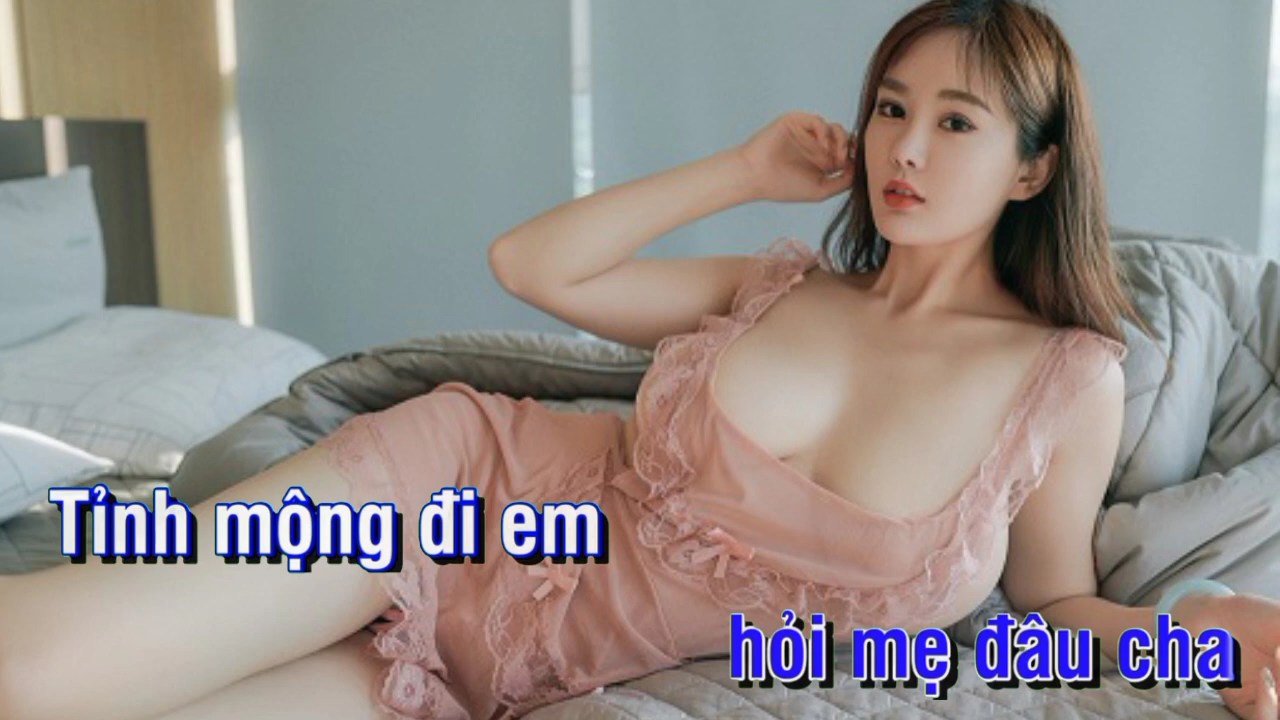 Tỉnh mộng đi em
hỏi mẹ đâu cha